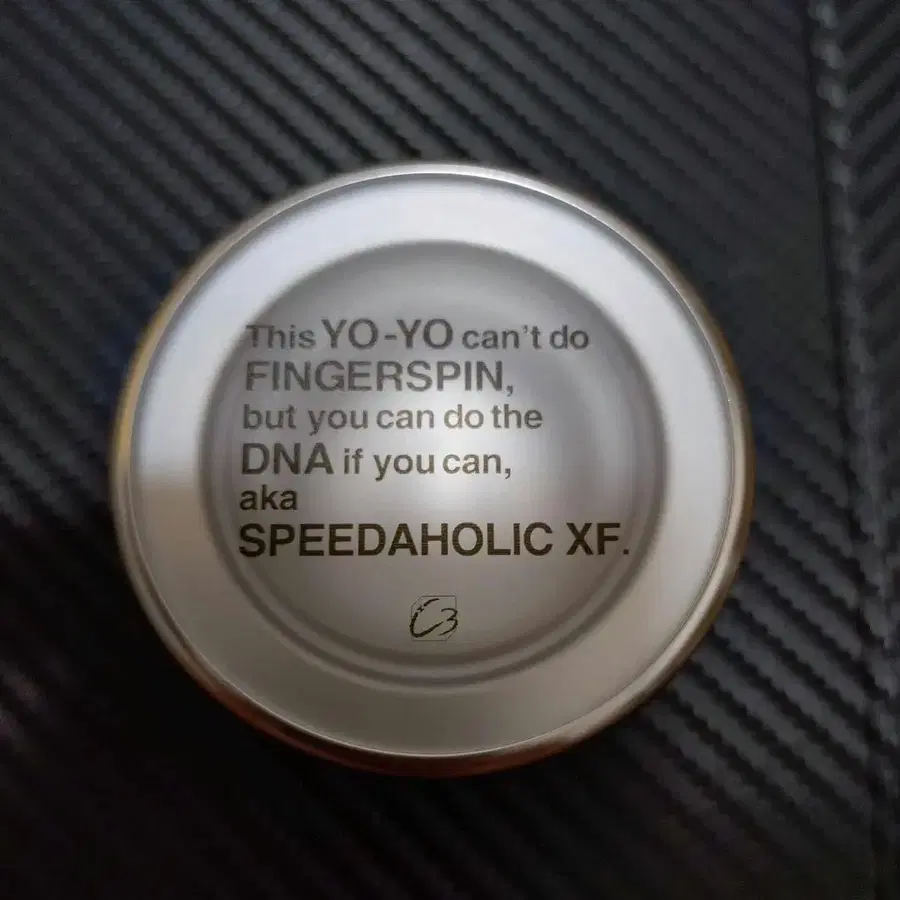 This YO-YO can't do
FINGERSPIN,
but you can do the
DNA if you can,
aka
SPEEDAHOLIC XF.
C3